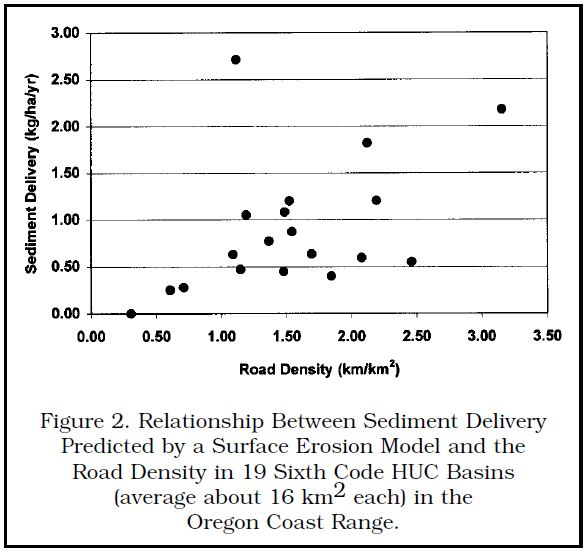 3.00
2.50
2.00
1.50
1.00
0.50
0.00
Sediment Delivery (kg/ha/yr)
0.00 0.50 1.00 1.50 2.00 2.50 3.00 3.50
Road Density (km/km²)
Figure 2. Relationship Between Sediment Delivery
Predicted by a Surface Erosion Model and the
Road Density in 19 Sixth Code HUC Basins
(average about 16 km2 each) in the
Oregon Coast Range.